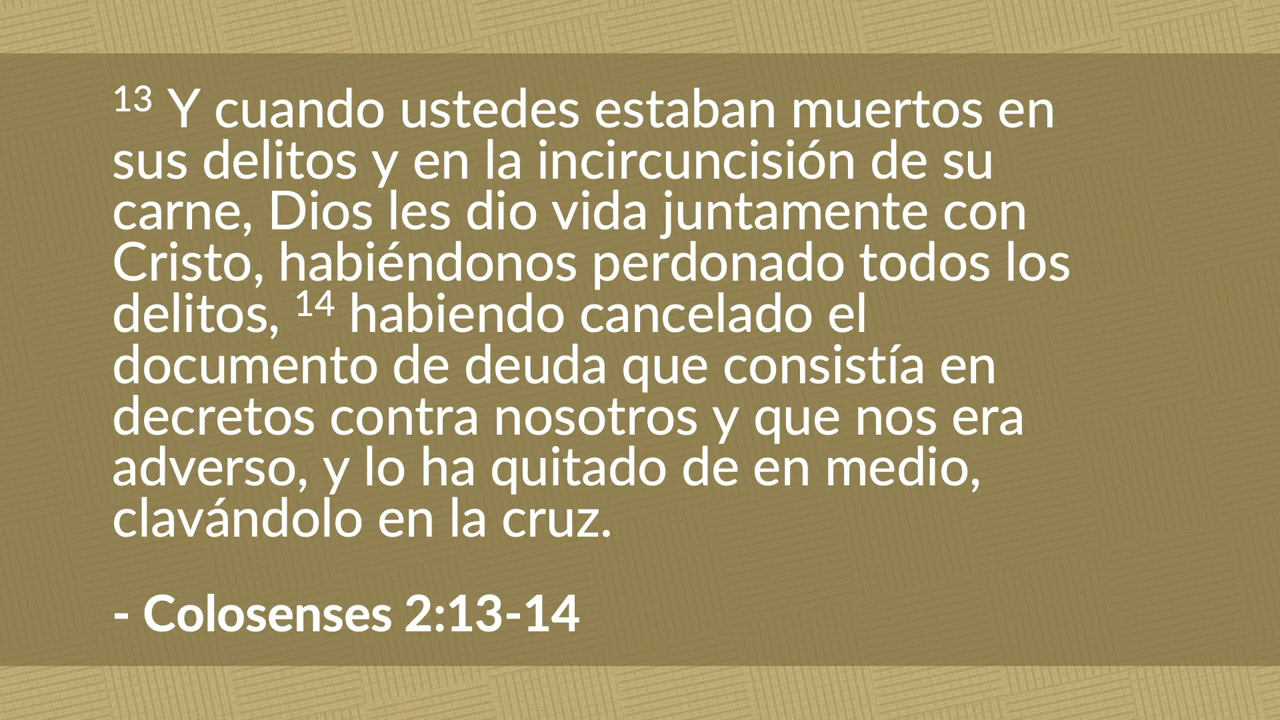 13 Y cuando ustedes estaban muertos en
sus delitos y en la incircuncisión de su
carne, Dios les dio vida juntamente con
Cristo, habiéndonos perdonado todos los
delitos, 14 habiendo cancelado el
documento de deuda que consistía en
decretos contra nosotros y que nos era
adverso, y lo ha quitado de en medio,
clavándolo en la cruz.
- Colosenses 2:13-14